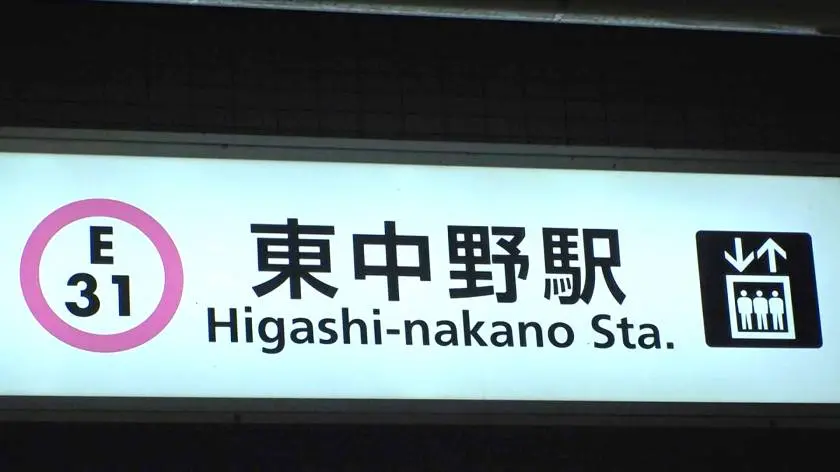 E
31
東中野駅
Higashi-nakano Sta.